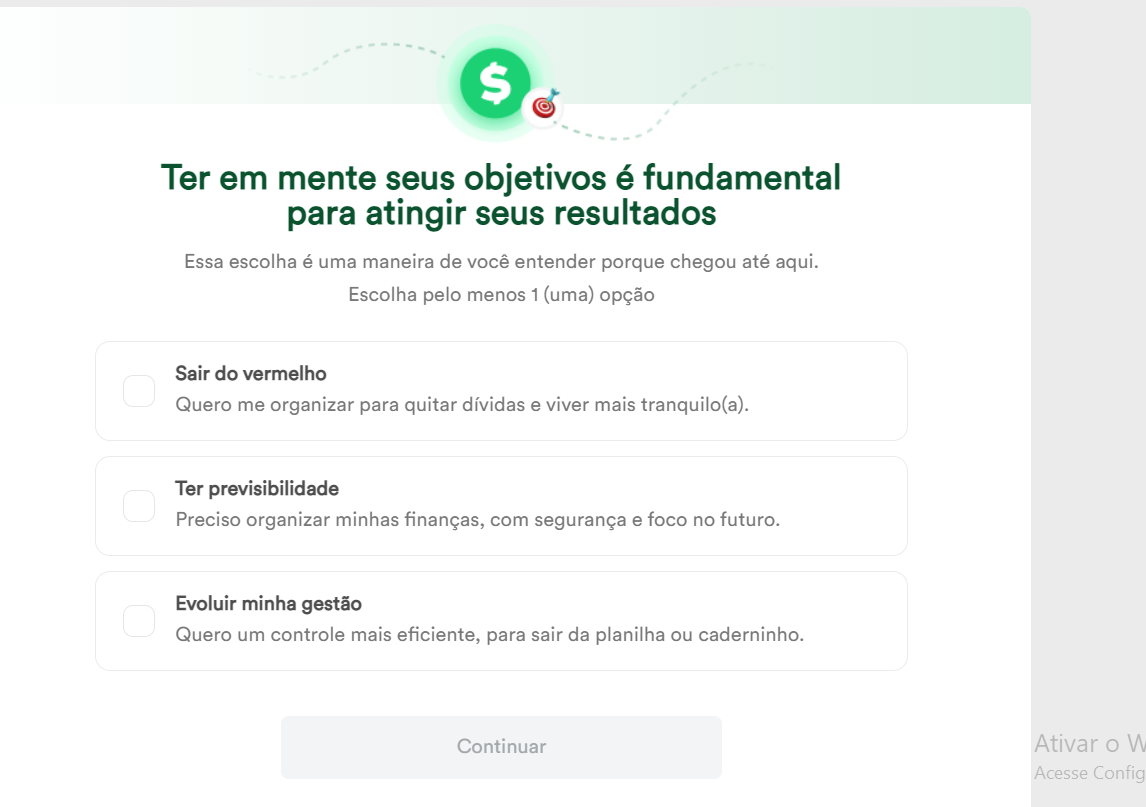 Ter em mente seus objetivos é fundamental
para atingir seus resultados
Essa escolha é uma maneira de você entender porque chegou até aqui.
Escolha pelo menos 1 (uma) opção
Sair do vermelho
Quero me organizar para quitar dívidas e viver mais tranquilo(a).
Ter previsibilidade
Preciso organizar minhas finanças, com segurança e foco no futuro.
Evoluir minha gestão
Quero um controle mais eficiente, para sair da planilha ou caderninho.
Continuar
Ativar o W
Acesse Config